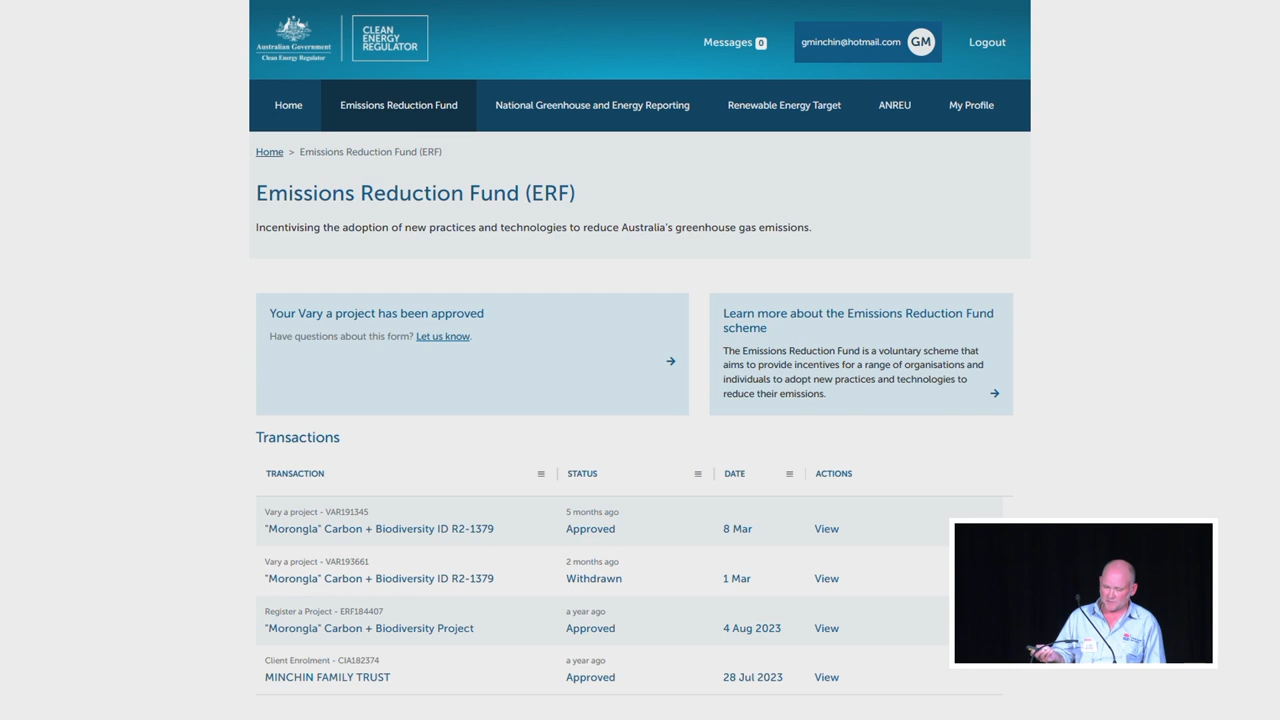 Australian Government
Clean Energy Regulator
CLEAN
ENERGY
REGULATOR
Messages 0
gminchin@hotmail.com GM
Logout
Home
Emissions Reduction Fund
National Greenhouse and Energy Reporting
Renewable Energy Target
ANREU
My Profile
Home > Emissions Reduction Fund (ERF)
Emissions Reduction Fund (ERF)
Incentivising the adoption of new practices and technologies to reduce Australia's greenhouse gas emissions.
Your Vary a project has been approved
Have questions about this form? Let us know.
Learn more about the Emissions Reduction Fund
scheme
The Emissions Reduction Fund is a voluntary scheme that
aims to provide incentives for a range of organisations and
individuals to adopt new practices and technologies to
reduce their emissions.
Transactions
TRANSACTION STATUS DATE ACTIONS
Vary a project - VAR191345 5 months ago
"Morongla" Carbon + Biodiversity ID R2-1379 Approved 8 Mar View
Vary a project - VAR193661 2 months ago
"Morongla" Carbon + Biodiversity ID R2-1379 Withdrawn 1 Mar View
Register a Project - ERF184407 a year ago
"Morongla" Carbon + Biodiversity Project Approved 4 Aug 2023 View
Client Enrolment - CIA182374 a year ago
MINCHIN FAMILY TRUST Approved 28 Jul 2023 View